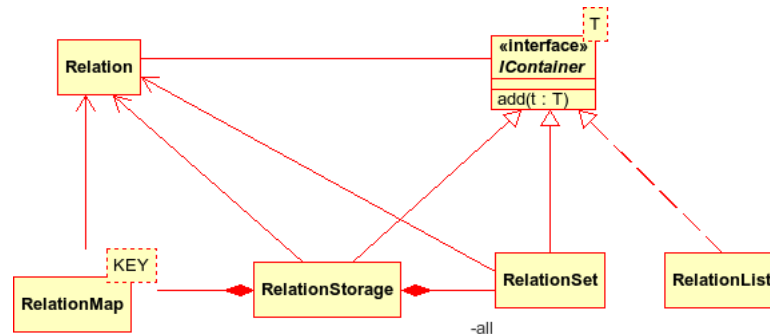 T
«interface»
IContainer
Relation
add(t : T)
KEY
RelationMap
RelationStorage
RelationSet
RelationList
-all